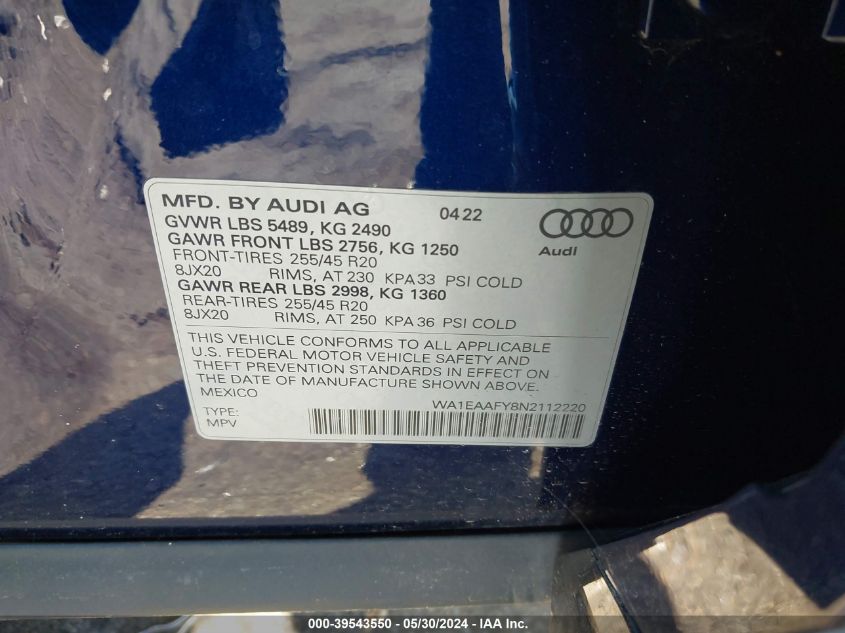 MFD. BY AUDI AG 0422
GVWR LBS 5489, KG 2490
GAWR FRONT LBS 2756, KG 1250
FRONT-TIRES 255/45 R20
8JX20 RIMS, AT 230 KPA 33 PSI COLD
GAWR REAR LBS 2998, KG 1360
REAR-TIRES 255/45 R20
8JX20 RIMS, AT 250 KPA 36 PSI COLD
Audi
THIS VEHICLE CONFORMS TO ALL APPLICABLE
U.S. FEDERAL MOTOR VEHICLE SAFETY AND
THEFT PREVENTION STANDARDS IN EFFECT ON
THE DATE OF MANUFACTURE SHOWN ABOVE.
MEXICO
WA1EAAFY8N2112220
TYPE:
MPV
000-39543550 - 05/30/2024 - IAA Inc.